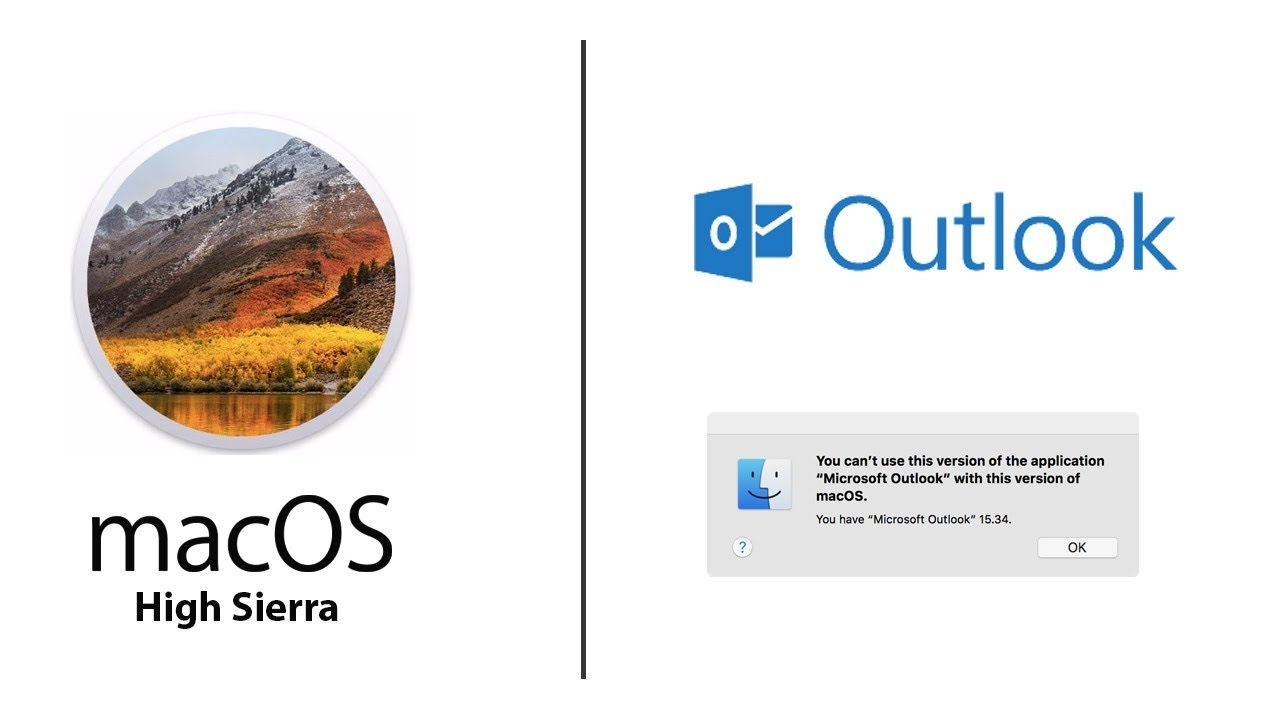 macOS
High Sierra
Outlook
You can’t use this version of the application
“Microsoft Outlook” with this version of
macOS.
You have “Microsoft Outlook” 15.34.
?
OK